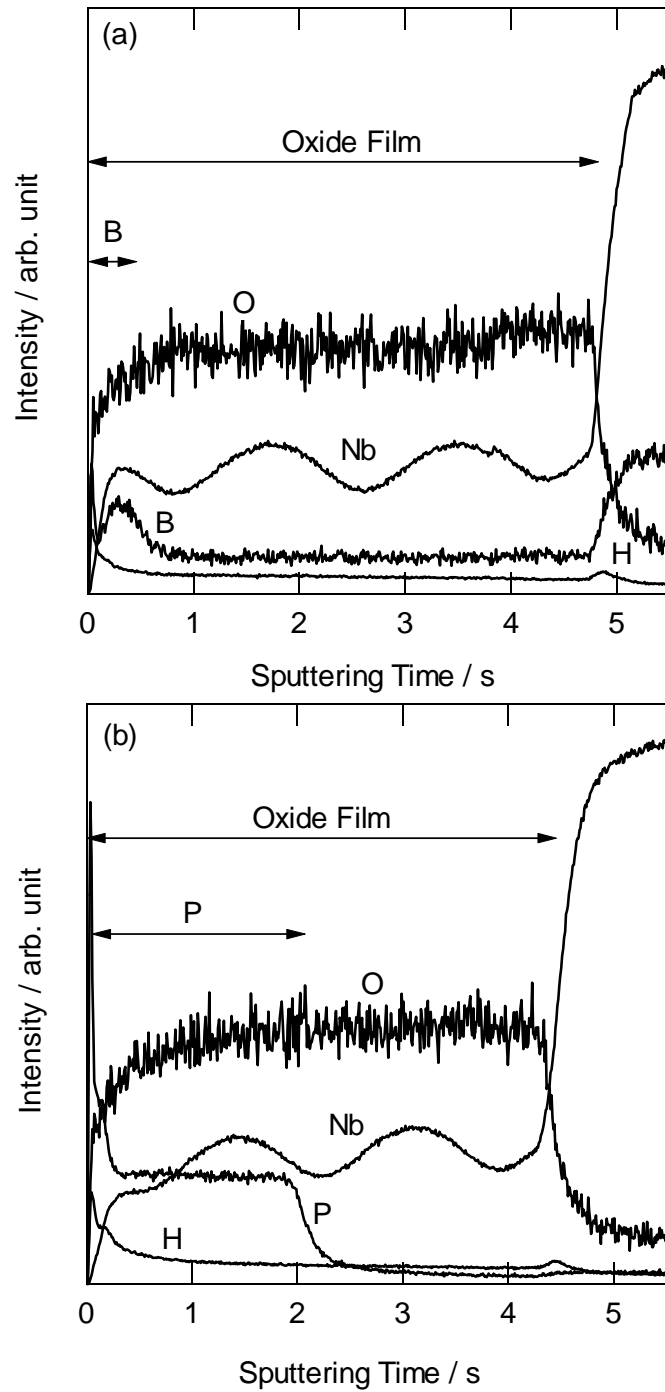 (a)
Oxide Film
B
O
Nb
B
H
Intensity / arb. unit
0 1 2 3 4 5
Sputtering Time / s
(b)
Oxide Film
P
O
Nb
P
H
Intensity / arb. unit
0 1 2 3 4 5
Sputtering Time / s